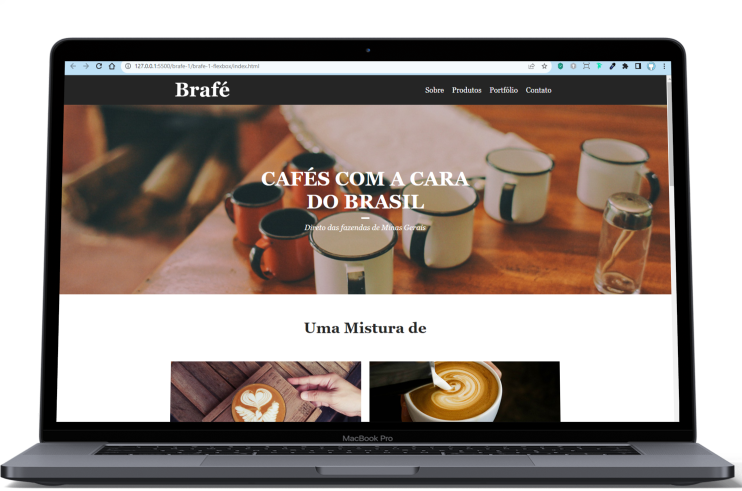 127.0.0.1:5500/brafe-1/brafe-1-flexbox/index.html
Brafé
Sobre Produtos Portfólio Contato
CAFÉS COM A CARA
DO BRASIL
Direto das fazendas de Minas Gerais
Uma Mistura de
MacBook Pro